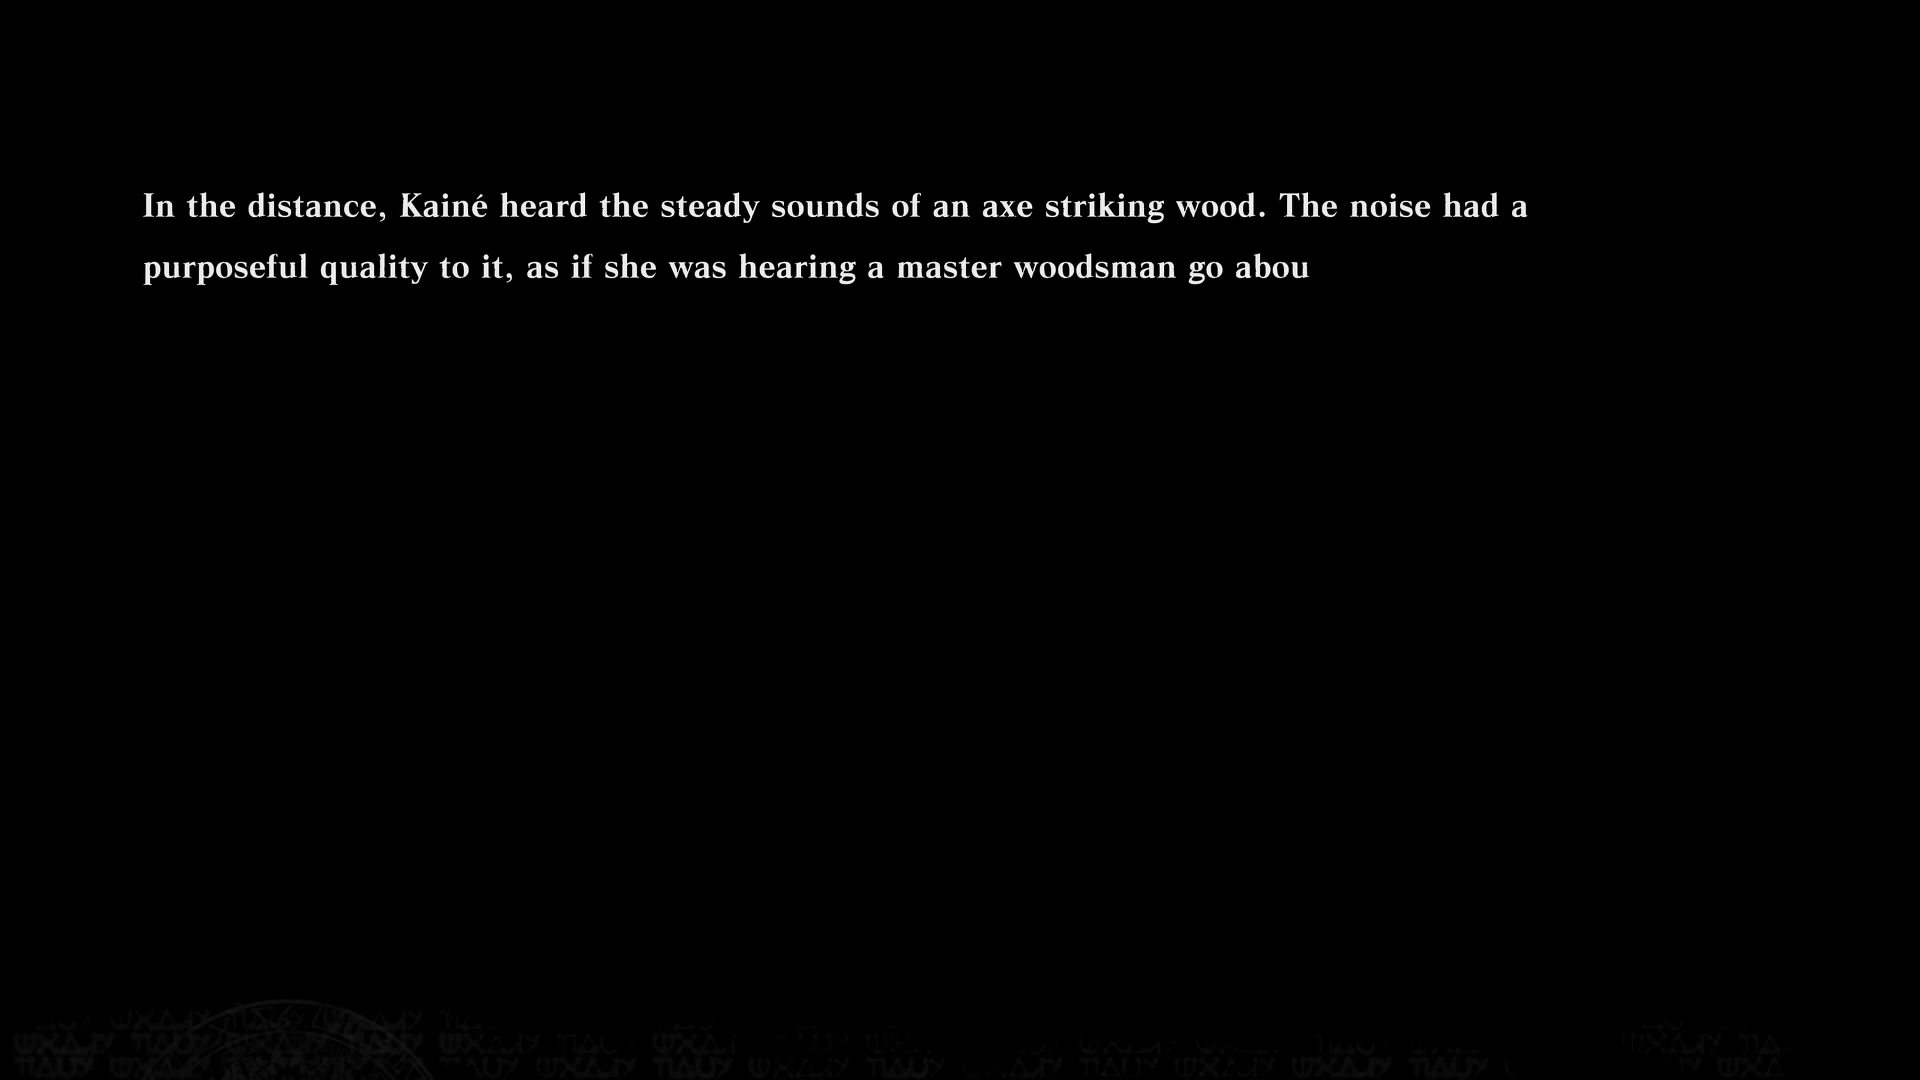 In the distance, Kainé heard the steady sounds of an axe striking wood. The noise had a
purposeful quality to it, as if she was hearing a master woodsman go abou